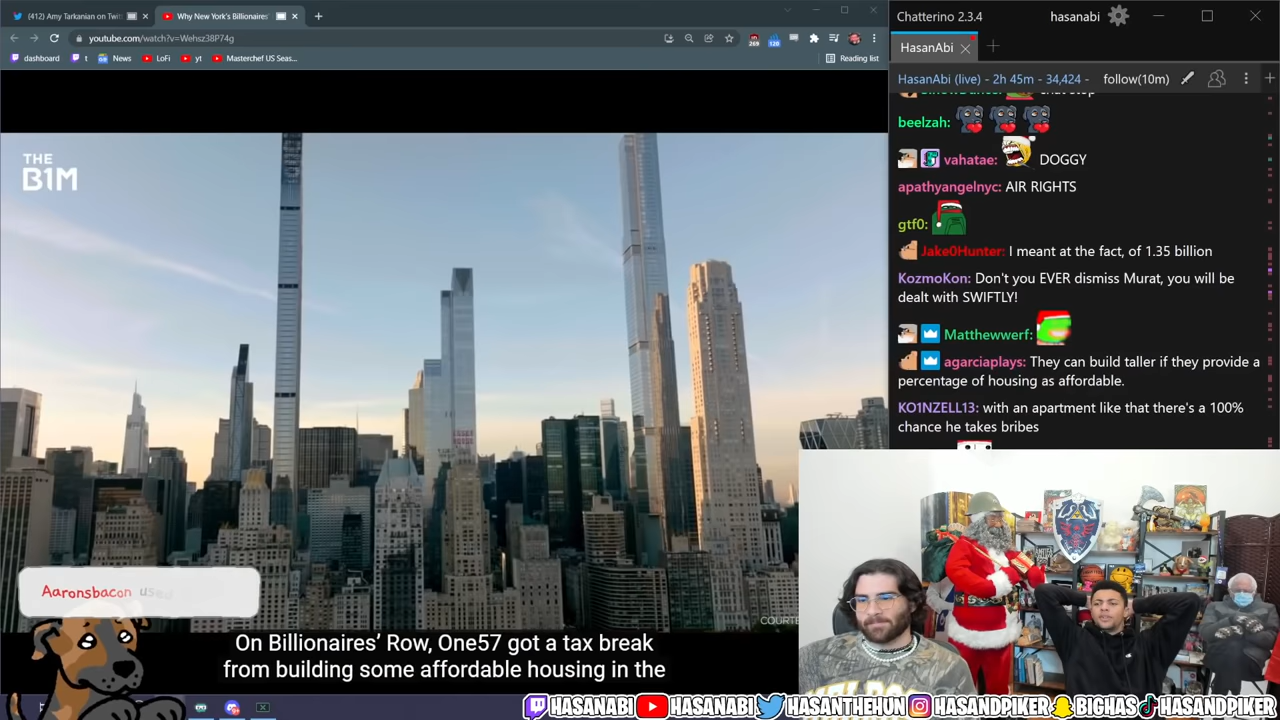 (412) Amy Tarkanian on Twitt
Why New York's Billionaires'
youtube.com/watch?v=Wehsz38P74g
269
128
dashboard
t
News
LoFi
yt
Masterchef US Seas...
Reading list
THE
B1M
Aaronsbacon used
COURTE
On Billionaires' Row, One57 got a tax break
from building some affordable housing in the
Chatterino 2.3.4
hasanabi
HasanAbi
HasanAbi (live) - 2h 45m - 34,424 -
follow(10m)
beelzah:
vahatae: DOGGY
apathyangelnyc: AIR RIGHTS
gtf0:
Jake0Hunter: I meant at the fact, of 1.35 billion
KozmoKon: Don't you EVER dismiss Murat, you will be
dealt with SWIFTLY!
Matthewwerf:
agarciaplays: They can build taller if they provide a
percentage of housing as affordable.
KO1NZELL13: with an apartment like that there's a 100%
chance he takes bribes
HASANABI HASANABI HASANTHEHUN HASANDPIKER BIGHAS HASANDPIKER